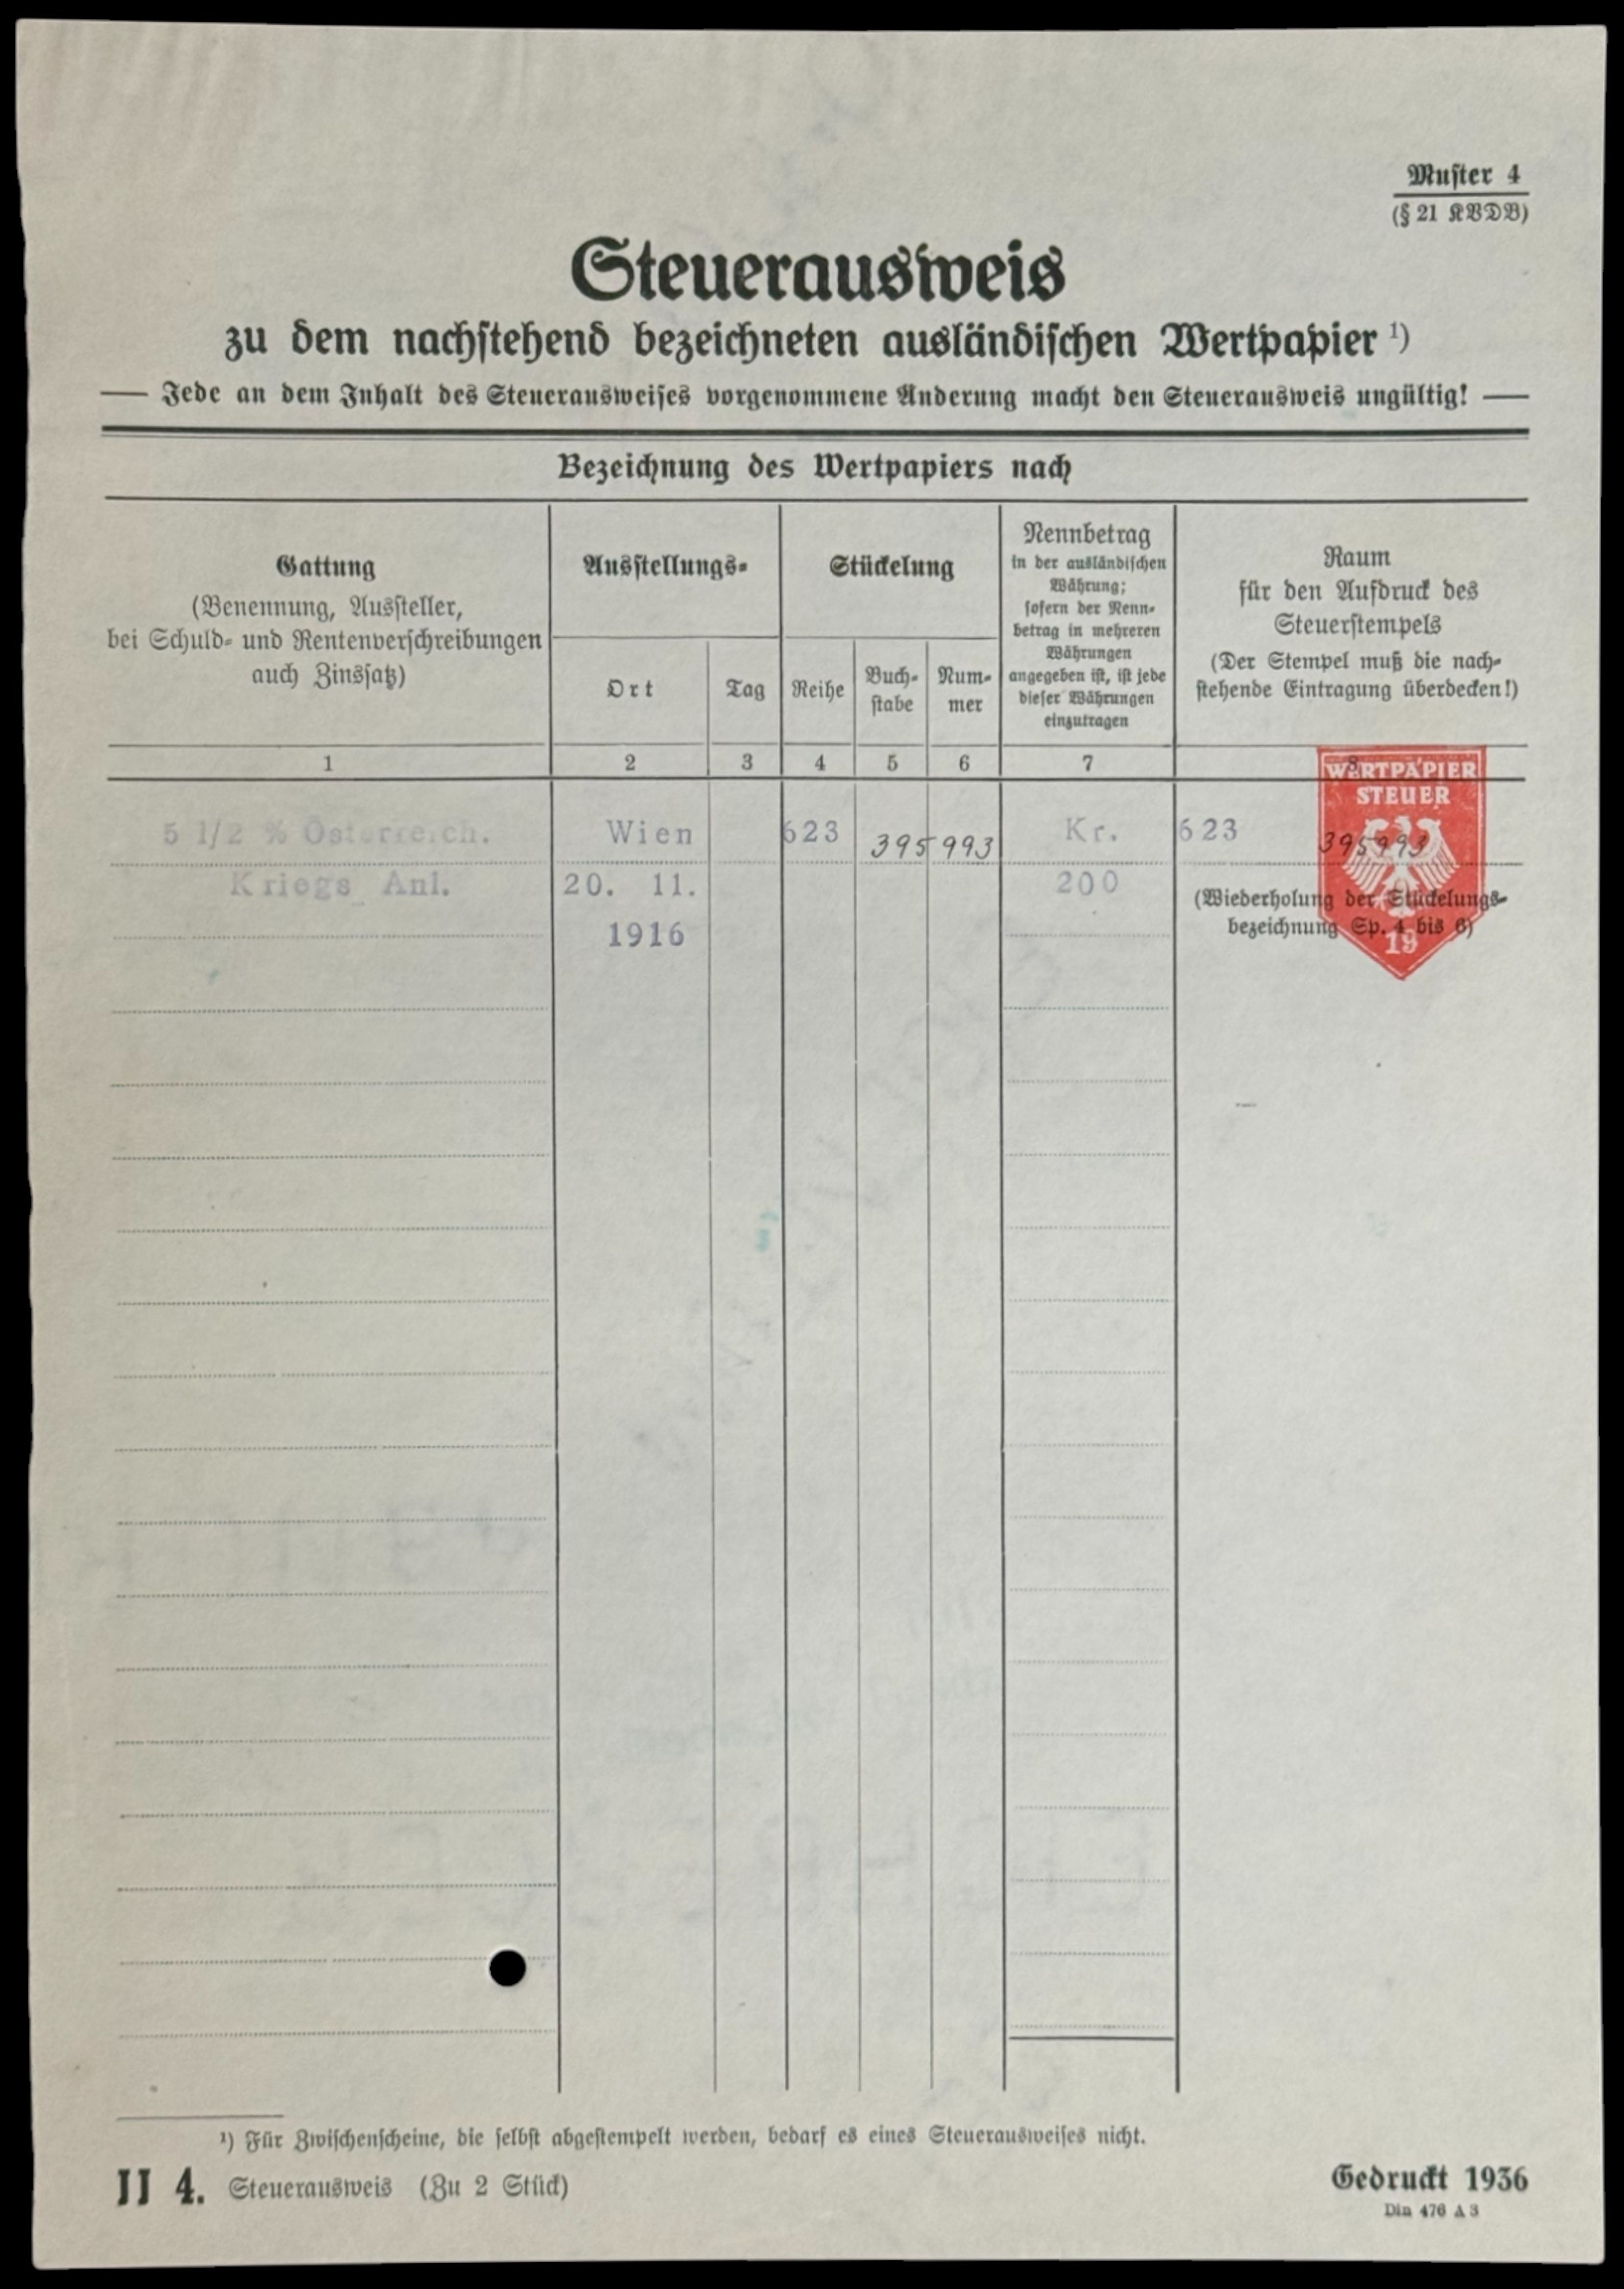 Muster 4
(§ 21 KVDB)
Steuerausweis
zu dem nachstehend bezeichneten ausländischen Wertpapier ¹)
— Jede an dem Inhalt des Steuerausweises vorgenommene Änderung macht den Steuerausweis ungültig! —
Bezeichnung des Wertpapiers nach
Gattung
(Benennung, Aussteller,
bei Schuld- und Rentenverschreibungen
auch Zinssatz)
Ausstellungs-
Ort
Tag
Stückelung
Reihe
Buch-
stabe
Num-
mer
Nennbetrag
in der ausländischen
Währung;
sofern der Nenn-
betrag in mehreren
Währungen
angegeben ist, ist jede
dieser Währungen
einzutragen
Raum
für den Aufdruck des
Steuerstempels
(Der Stempel muß die nach-
stehende Eintragung überdecken!)
1 2 3 4 5 6 7 8
WERTPAPIER
STEUER
5 1/2 % Österreich. Wien 623 395993 Kr. 623 395993
Kriegs Anl. 20. 11. 200
1916
(Wiederholung der Stückelungs-
bezeichnung Sp. 4 bis 6)
19
¹) Für Zwischenscheine, die selbst abgestempelt werden, bedarf es eines Steuerausweises nicht.
II 4. Steuerausweis (Zu 2 Stück)
Gedruckt 1936
Din 476 A 3